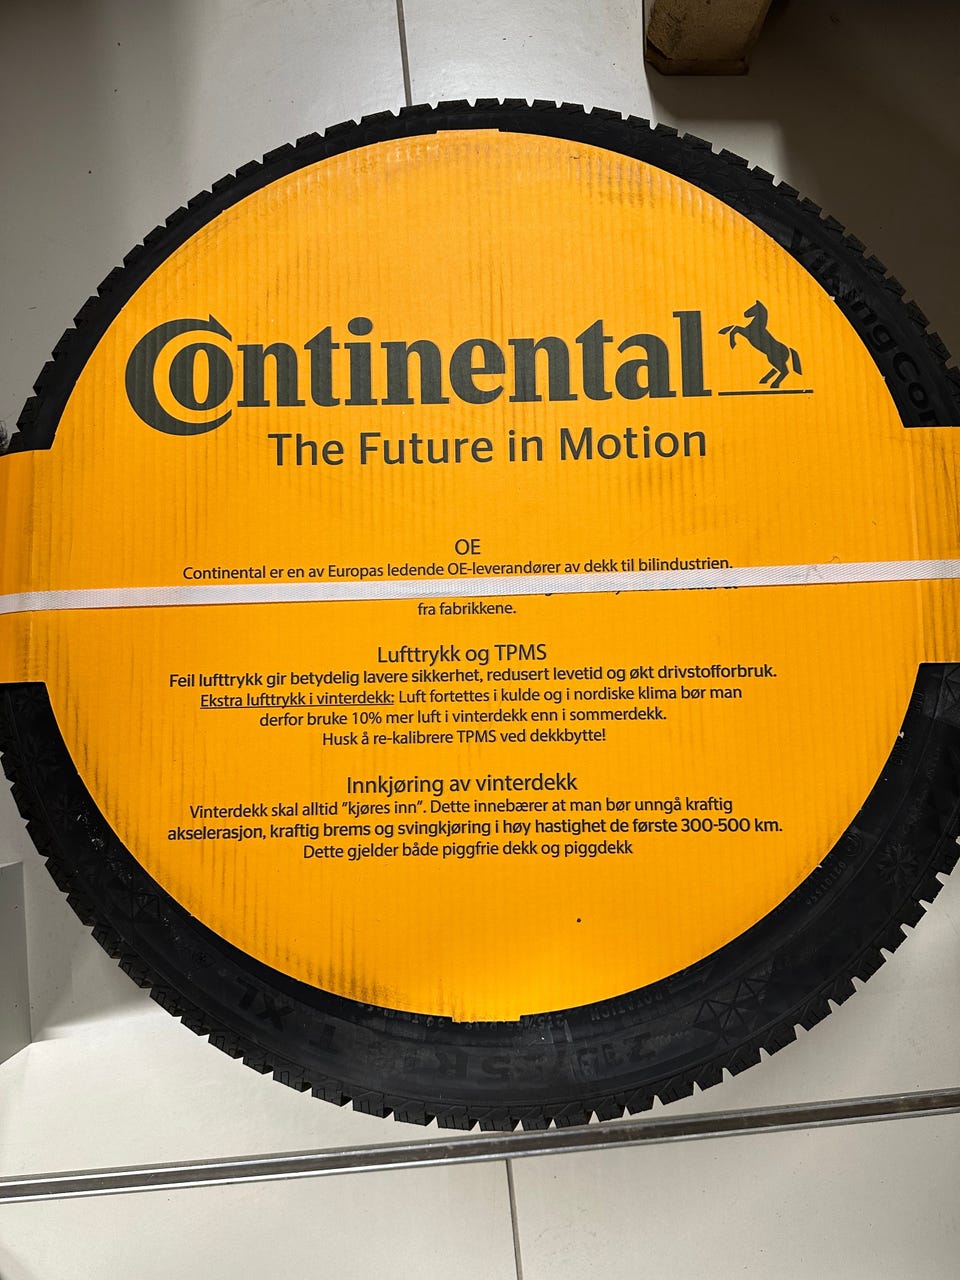 Continental
The Future in Motion
OE
Continental er en av Europas ledende OE-leverandører av dekk til bilindustrien.
fra fabrikkene.
Lufttrykk og TPMS
Feil lufttrykk gir betydelig lavere sikkerhet, redusert levetid og økt drivstofforbruk.
Ekstra lufttrykk i vinterdekk: Luft fortettes i kulde og i nordiske klima bør man
derfor bruke 10% mer luft i vinterdekk enn i sommerdekk.
Husk å re-kalibrere TPMS ved dekkbytte!
Innkjøring av vinterdekk
Vinterdekk skal alltid "kjøres inn". Dette innebærer at man bør unngå kraftig
akselerasjon, kraftig brems og svingkjøring i høy hastighet de første 300-500 km.
Dette gjelder både piggfrie dekk og piggdekk
VikingCon
ROTATION
T XL